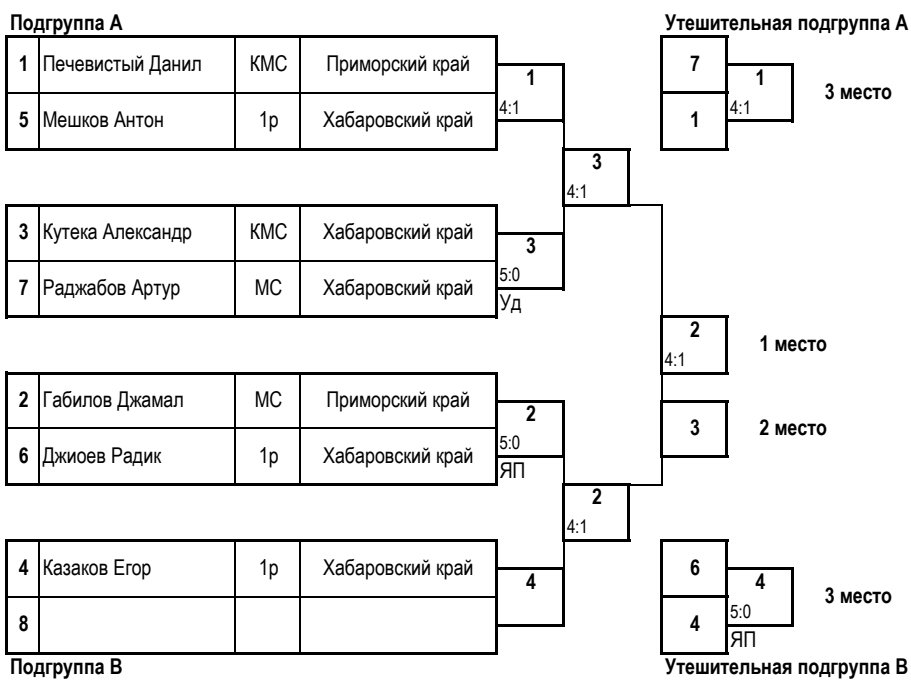 Подгруппа А Утешительная подгруппа А
1 Печевистый Данил КМС Приморский край 7
1 1 3 место
5 Мешков Антон 1р Хабаровский край 4:1 1 4:1
3
4:1
3 Кутека Александр КМС Хабаровский край
3
7 Раджабов Артур МС Хабаровский край 5:0
Уд
2 1 место
4:1
2 Габилов Джамал МС Приморский край 3 2 место
2
6 Джиоев Радик 1р Хабаровский край 5:0
ЯП
2
4:1
4 Казаков Егор 1р Хабаровский край 6
4 4 3 место
8 4 5:0
ЯП
Подгруппа В Утешительная подгруппа В